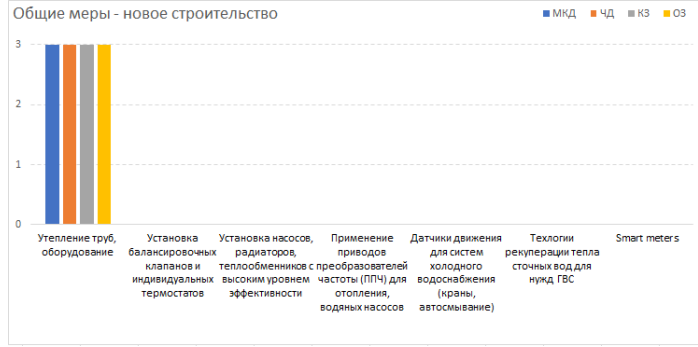 Общие меры - новое строительство
МКД ЧД КЗ ОЗ
3
2
1
0
Утепление труб,
оборудование
Установка
балансировочных
клапанов и
индивидуальных
термостатов
Установка насосов,
радиаторов,
теплообменников с
высоким уровнем
эффективности
Применение
приводов
преобразователей
частоты (ППЧ) для
отопления,
водяных насосов
Датчики движения
для систем
холодного
водоснабжения
(краны,
автосмывание)
Техлогии
рекуперации тепла
сточных вод для
нужд ГВС
Smart meters